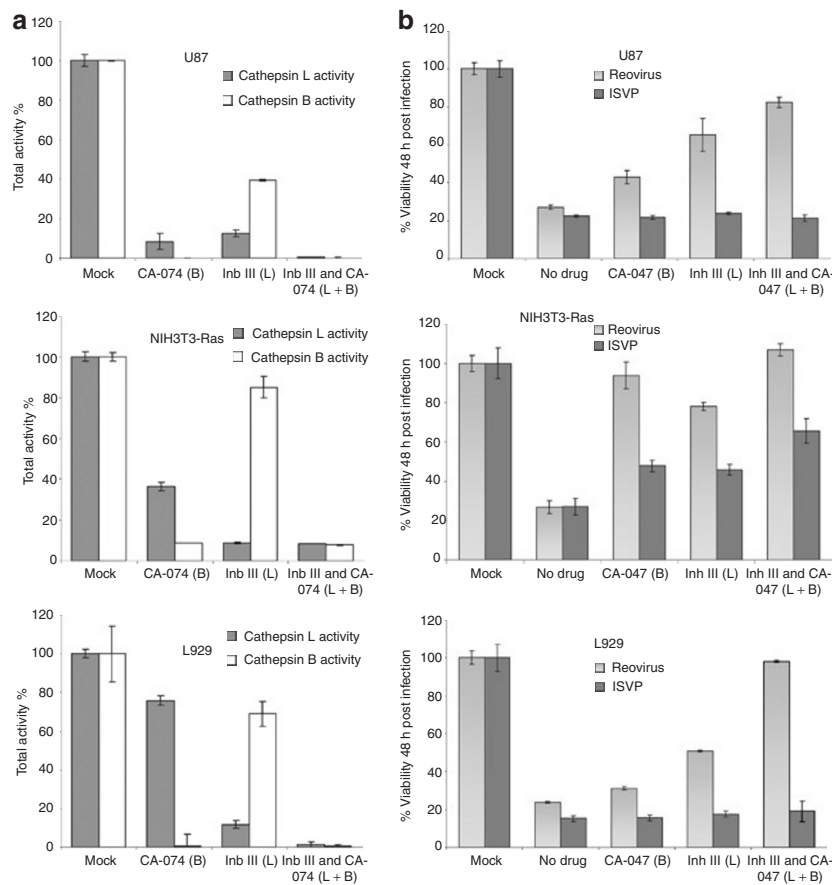 a
120
100
80
60
40
20
0
Total activity %
U87
Cathepsin L activity
Cathepsin B activity
Mock
CA-074 (B)
Inb III (L)
Inb III and CA-
074 (L + B)
120
100
80
60
40
20
0
Total activity %
NIH3T3-Ras
Cathepsin L activity
Cathepsin B activity
Mock
CA-074 (B)
Inb III (L)
Inb III and CA-
074 (L + B)
120
100
80
60
40
20
0
Total activity %
L929
Cathepsin L activity
Cathepsin B activity
Mock
CA-074 (B)
Inb III (L)
Inb III and CA-
074 (L + B)
b
120
100
80
60
40
20
0
% Viability 48 h post infection
U87
Reovirus
ISVP
Mock
No drug
CA-047 (B)
Inh III (L)
Inh III and CA-
047 (L + B)
120
100
80
60
40
20
0
% Viability 48 h post infection
NIH3T3-Ras
Reovirus
ISVP
Mock
No drug
CA-047 (B)
Inh III (L)
Inh III and CA-
047 (L + B)
120
100
80
60
40
20
0
% Viability 48 h post infection
L929
Reovirus
ISVP
Mock
No drug
CA-047 (B)
Inh III (L)
Inh III and CA-
047 (L + B)